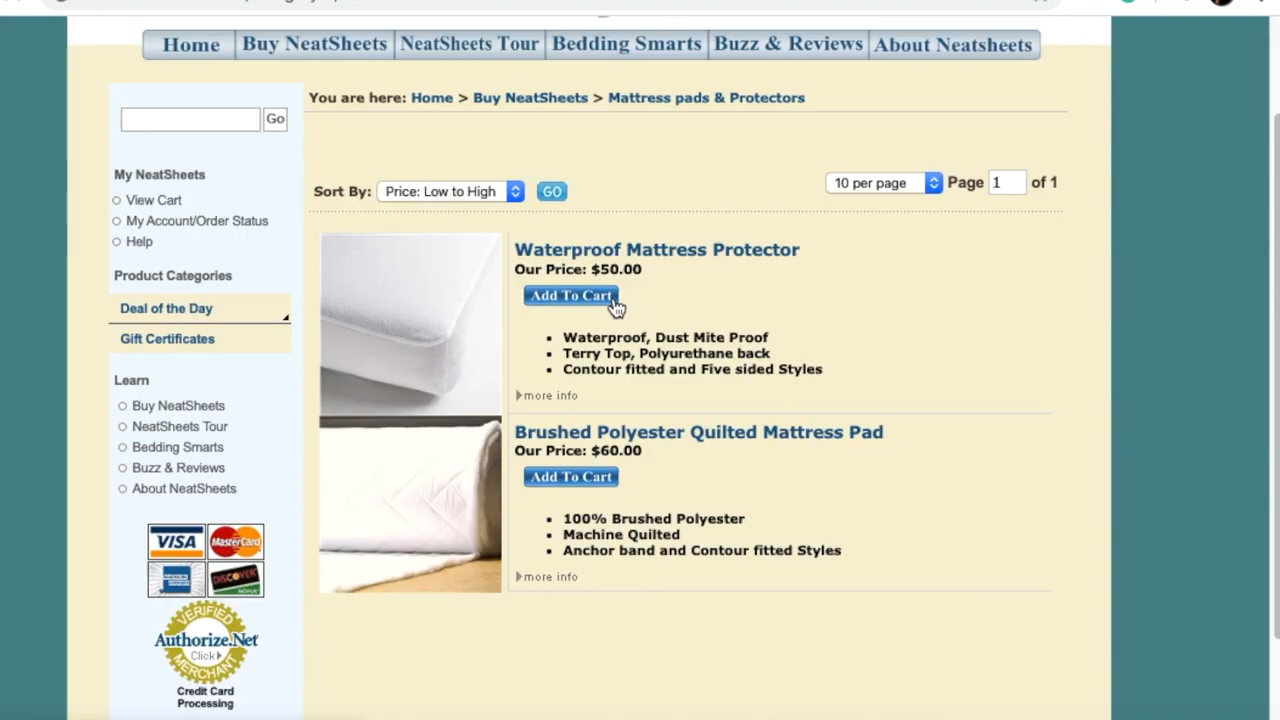 Home Buy NeatSheets NeatSheets Tour Bedding Smarts Buzz & Reviews About Neatsheets
You are here: Home > Buy NeatSheets > Mattress pads & Protectors
Go
My NeatSheets
View Cart
My Account/Order Status
Help
Product Categories
Deal of the Day
Gift Certificates
Learn
Buy NeatSheets
NeatSheets Tour
Bedding Smarts
Buzz & Reviews
About NeatSheets
VISA MasterCard
DISCOVER
VERIFIED
Authorize.Net
Click
MERCHANT
Credit Card
Processing
Sort By: Price: Low to High GO 10 per page Page 1 of 1
Waterproof Mattress Protector
Our Price: $50.00
Add To Cart
Waterproof, Dust Mite Proof
Terry Top, Polyurethane back
Contour fitted and Five sided Styles
more info
Brushed Polyester Quilted Mattress Pad
Our Price: $60.00
Add To Cart
100% Brushed Polyester
Machine Quilted
Anchor band and Contour fitted Styles
more info